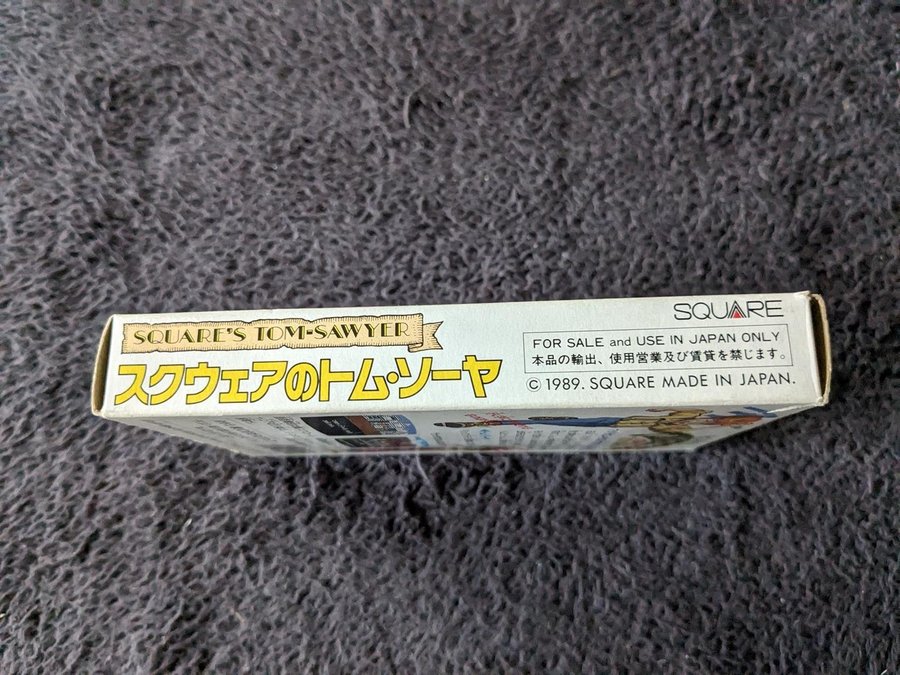 SQUARE'S TOM·SAWYER
スクウェアのトム・ソーヤ
SQUARE
FOR SALE and USE IN JAPAN ONLY
本品の輸出、使用営業及び賃貸を禁じます。
© 1989. SQUARE MADE IN JAPAN.